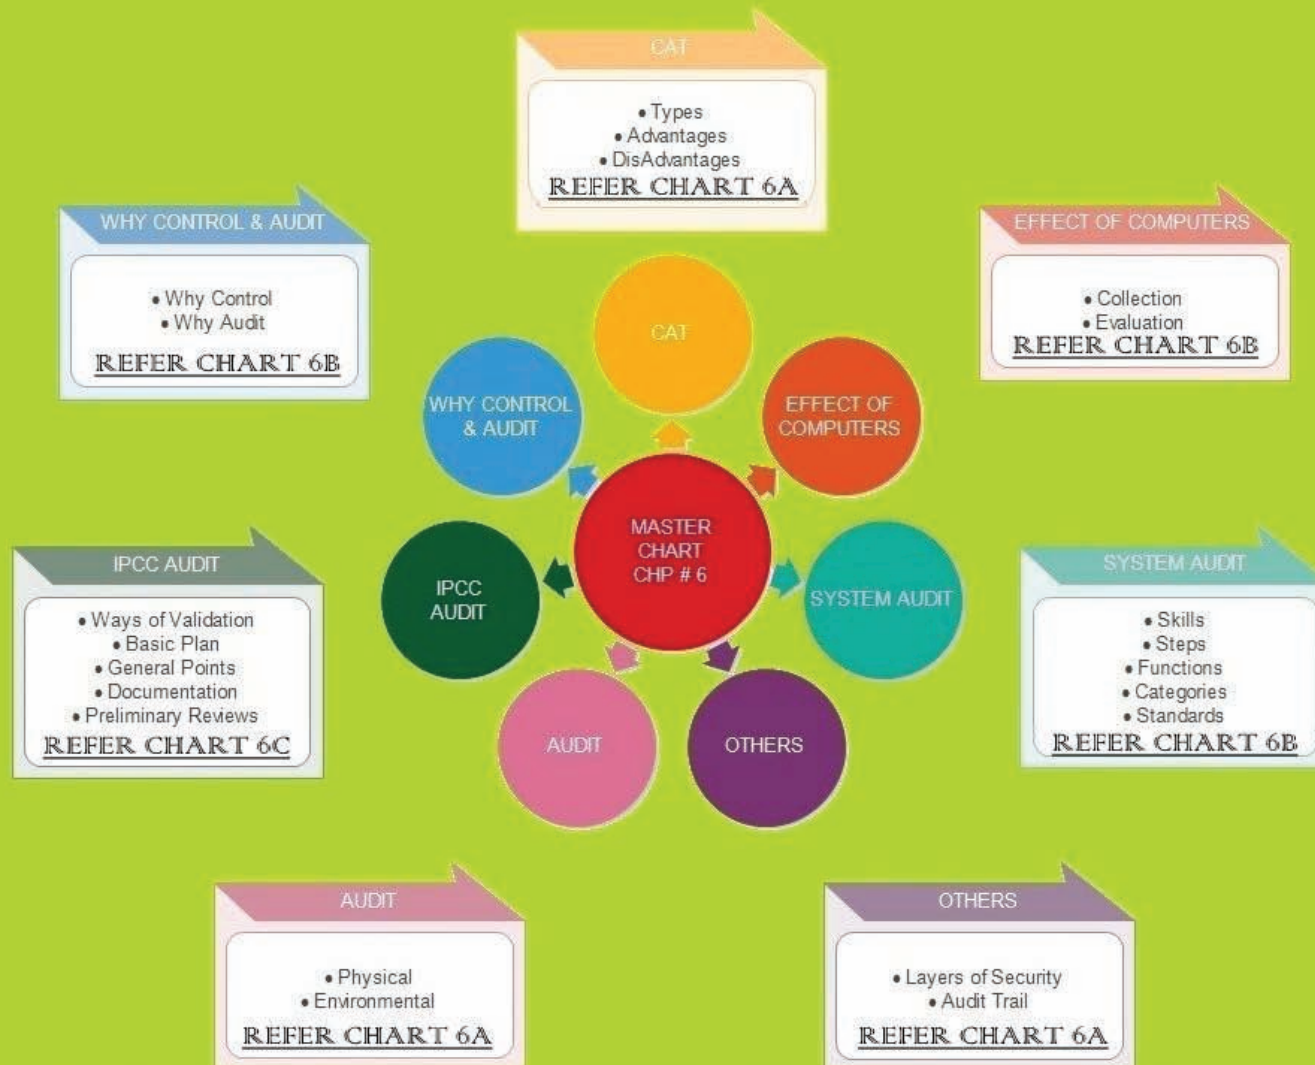 CAT
• Types
• Advantages
• DisAdvantages
REFER CHART 6A
WHY CONTROL & AUDIT
• Why Control
• Why Audit
REFER CHART 6B
EFFECT OF COMPUTERS
• Collection
• Evaluation
REFER CHART 6B
CAT
WHY CONTROL
& AUDIT
EFFECT OF
COMPUTERS
MASTER
CHART
CHP # 6
IPCC
AUDIT
SYSTEM AUDIT
AUDIT
OTHERS
IPCC AUDIT
• Ways of Validation
• Basic Plan
• General Points
• Documentation
• Preliminary Reviews
REFER CHART 6C
SYSTEM AUDIT
• Skills
• Steps
• Functions
• Categories
• Standards
REFER CHART 6B
AUDIT
• Physical
• Environmental
REFER CHART 6A
OTHERS
• Layers of Security
• Audit Trail
REFER CHART 6A